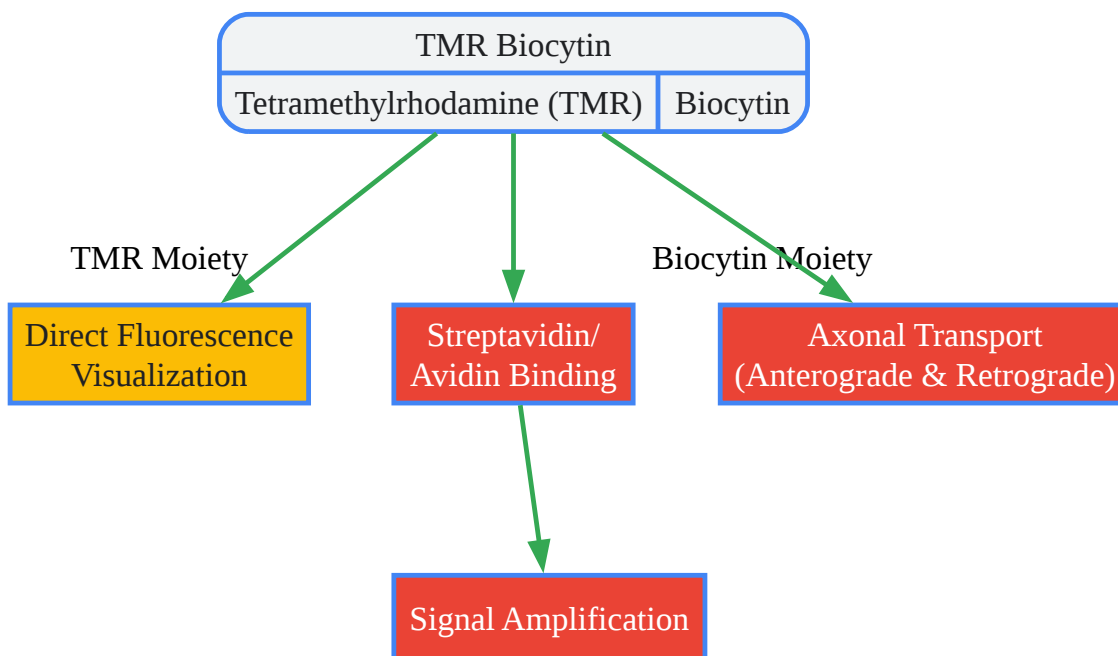 TMR Biocytin
Tetramethylrhodamine (TMR)
Biocytin
TMR Moiety
Biocytin Moiety
Direct Fluorescence
Visualization
Streptavidin/
Avidin Binding
Axonal Transport
(Anterograde & Retrograde)
Signal Amplification